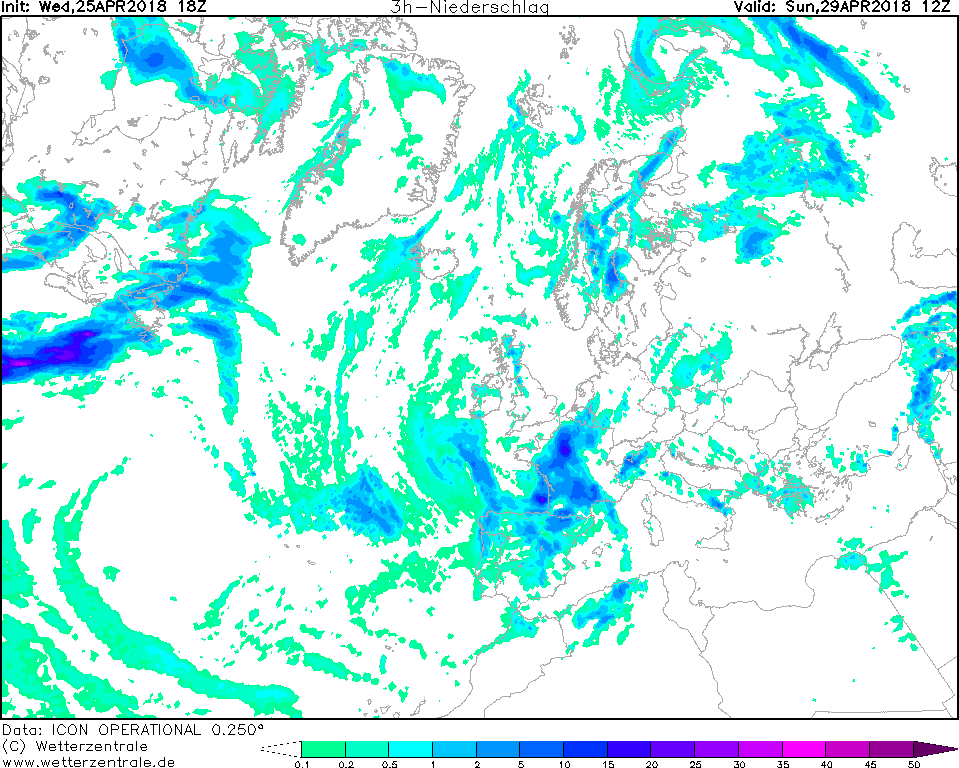 Init: Wed,25APR2018 18Z 3h-Niederschlag Valid: Sun,29APR2018 12Z
Data: ICON OPERATIONAL 0.250°
(C) Wetterzentrale
www.wetterzentrale.de
0.1 0.2 0.5 1 2 5 10 15 20 25 30 35 40 45 50